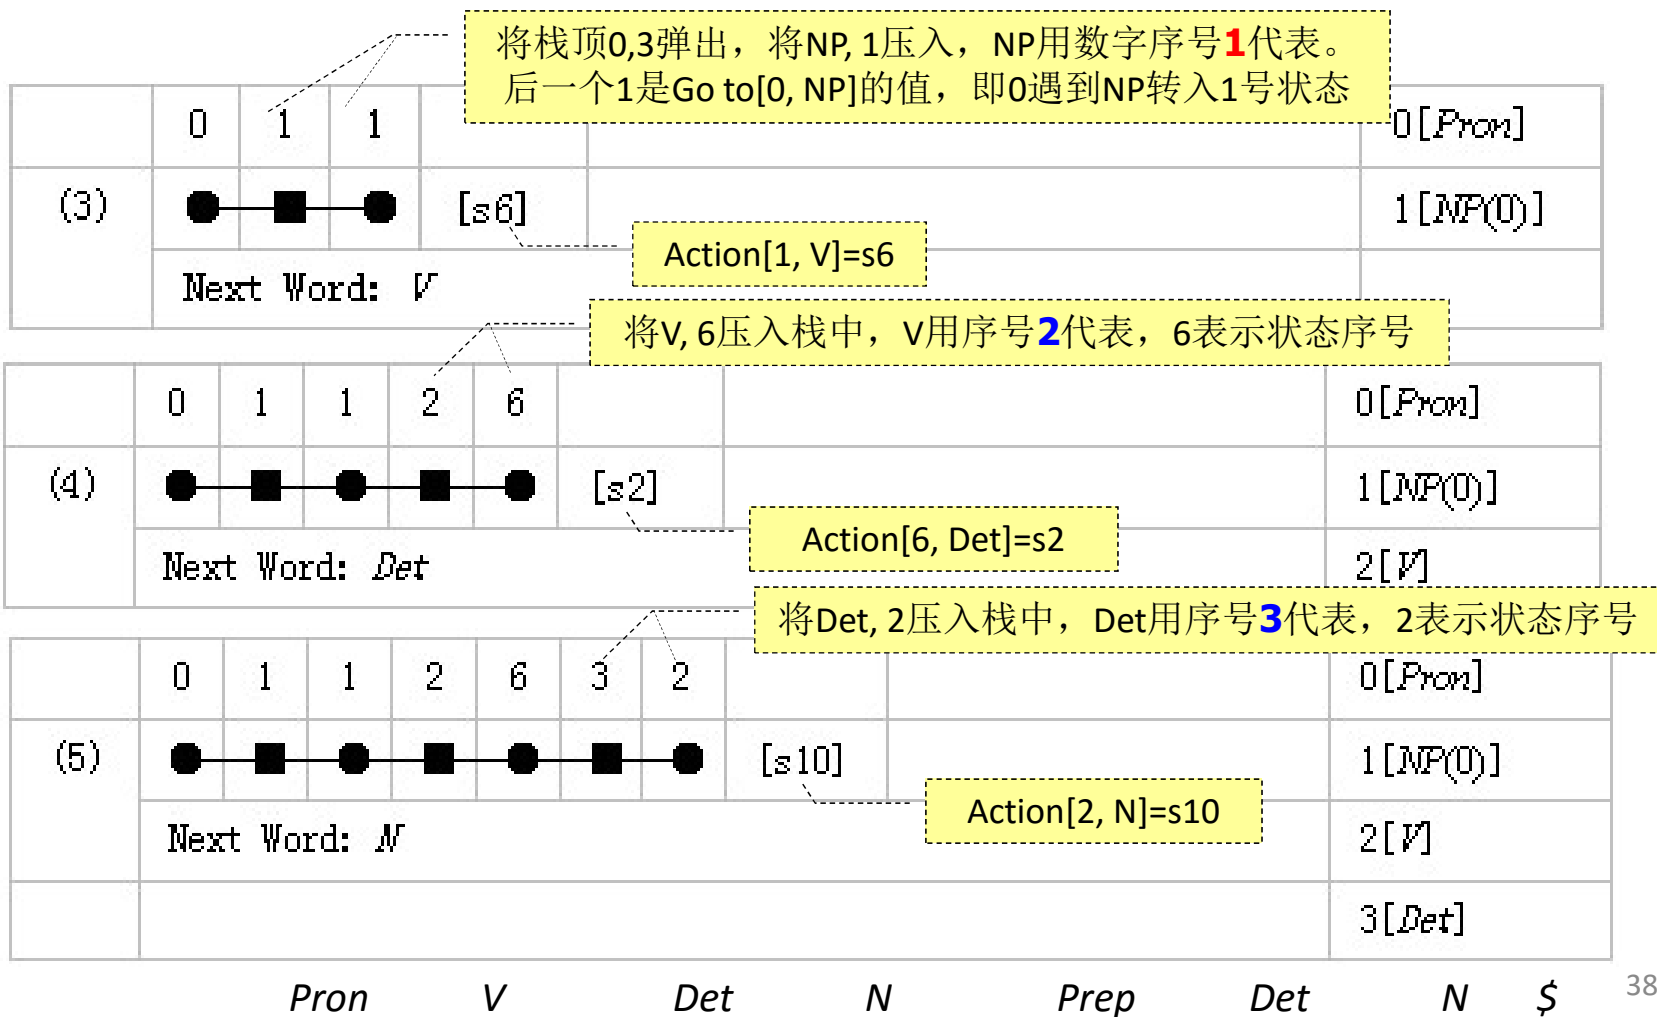 将栈顶0,3弹出，将NP, 1压入，NP用数字序号1代表。
后一个1是Go to[0, NP]的值，即0遇到NP转入1号状态
0 1 1 0[Pron]
(3) [s6] 1[NP(0)]
Action[1, V]=s6
Next Word: V
将V, 6压入栈中，V用序号2代表，6表示状态序号
0 1 1 2 6 0[Pron]
(4) [s2] 1[NP(0)]
Action[6, Det]=s2
Next Word: Det 2[V]
将Det, 2压入栈中，Det用序号3代表，2表示状态序号
0 1 1 2 6 3 2 0[Pron]
(5) [s10] 1[NP(0)]
Action[2, N]=s10
Next Word: N 2[V]
3[Det]
Pron V Det N Prep Det N $
38